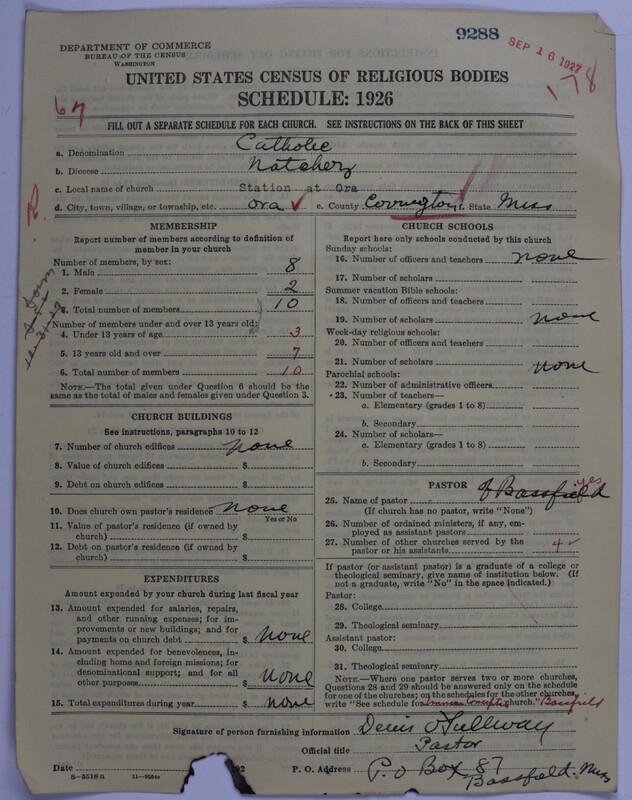 9288
SEP 16 1927
178
DEPARTMENT OF COMMERCE
BUREAU OF THE CENSUS
WASHINGTON
UNITED STATES CENSUS OF RELIGIOUS BODIES
SCHEDULE: 1926
67
FILL OUT A SEPARATE SCHEDULE FOR EACH CHURCH. SEE INSTRUCTIONS ON THE BACK OF THIS SHEET
a. Denomination Catholic
b. Diocese Natchez
c. Local name of church Station at Ora
d. City, town, village, or township, etc. Ora ✓ e. County Covington f. State Miss
R
MEMBERSHIP
Report number of members according to definition of
member in your church
Number of members, by sex:
1. Male 8
2. Female 2
3. Total number of members 10
Number of members under and over 13 years old:
4. Under 13 years of age 3
5. 13 years old and over 7
6. Total number of members 10
NOTE.—The total given under Question 6 should be the
same as the total of males and females given under Question 3.
CHURCH BUILDINGS
See instructions, paragraphs 10 to 12
7. Number of church edifices none
8. Value of church edifices $
9. Debt on church edifices $
10. Does church own pastor's residence? none
Yes or No
11. Value of pastor's residence (if owned by
church) $
12. Debt on pastor's residence (if owned by
church) $
EXPENDITURES
Amount expended by your church during last fiscal year
13. Amount expended for salaries, repairs,
and other running expenses; for im-
provements or new buildings; and for
payments on church debt $ none
14. Amount expended for benevolences, in-
cluding home and foreign missions; for
denominational support; and for all
other purposes $ none
15. Total expenditures during year $ none
CHURCH SCHOOLS
Report here only schools conducted by this church
Sunday schools:
16. Number of officers and teachers none
17. Number of scholars
Summer vacation Bible schools:
18. Number of officers and teachers
19. Number of scholars none
Week-day religious schools:
20. Number of officers and teachers
21. Number of scholars none
Parochial schools:
22. Number of administrative officers
23. Number of teachers—
a. Elementary (grades 1 to 8)
b. Secondary
24. Number of scholars—
a. Elementary (grades 1 to 8)
b. Secondary
PASTOR
yes
25. Name of pastor of Bassfield
(If church has no pastor, write "None")
26. Number of ordained ministers, if any, em-
ployed as assistant pastors
27. Number of other churches served by the
pastor or his assistants 4 ✓
If pastor (or assistant pastor) is a graduate of a college or
theological seminary, give name of institution below. (If
not a graduate, write "No" in the space indicated.)
Pastor:
28. College
29. Theological seminary
Assistant pastor:
30. College
31. Theological seminary
NOTE.—Where one pastor serves two or more churches,
Questions 28 and 29 should be answered only on the schedule
for one of the churches; on the schedules for the other churches,
write "See schedule for church." Bassfield
Signature of person furnishing information Denis O'Sullivan
Official title Pastor
Date 192 P. O. Address P.O Box 87
Bassfield. Miss
8-5518a 11-9254a